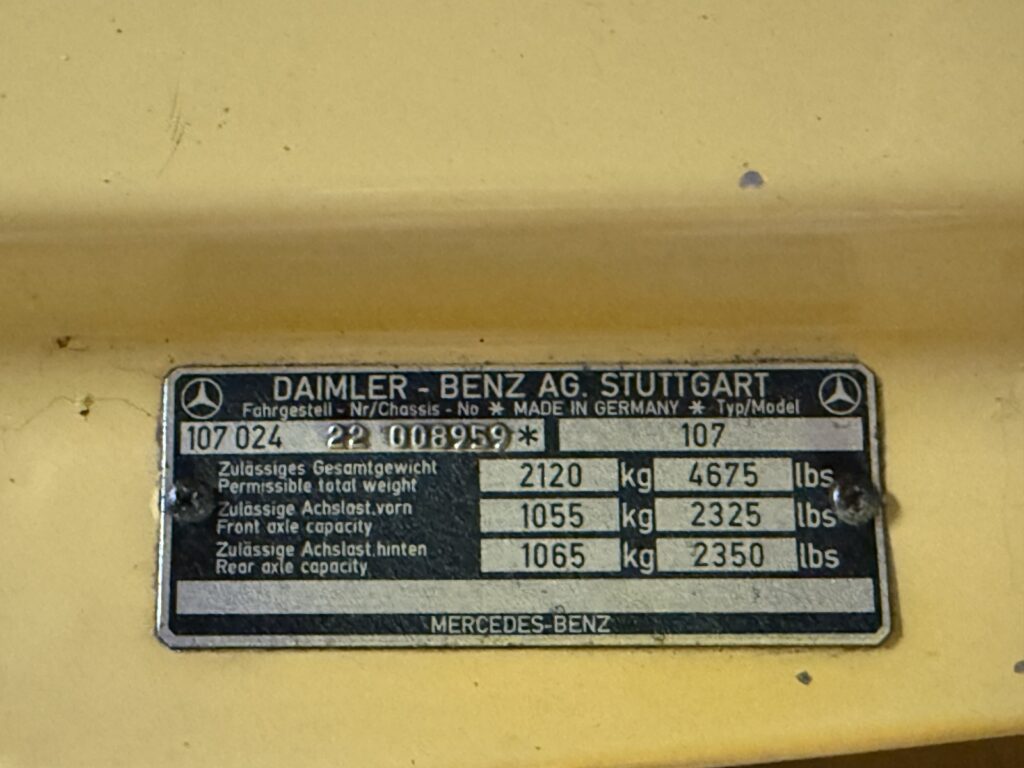 DAIMLER - BENZ AG. STUTTGART
Fahrgestell - Nr/Chassis - No * MADE IN GERMANY * Typ/Model
107 024 22 008959 * 107
Zulässiges Gesamtgewicht
Permissible total weight
2120 kg 4675 lbs
Zulässige Achslast.vorn
Front axle capacity
1055 kg 2325 lbs
Zulässige Achslast.hinten
Rear axle capacity
1065 kg 2350 lbs
MERCEDES-BENZ